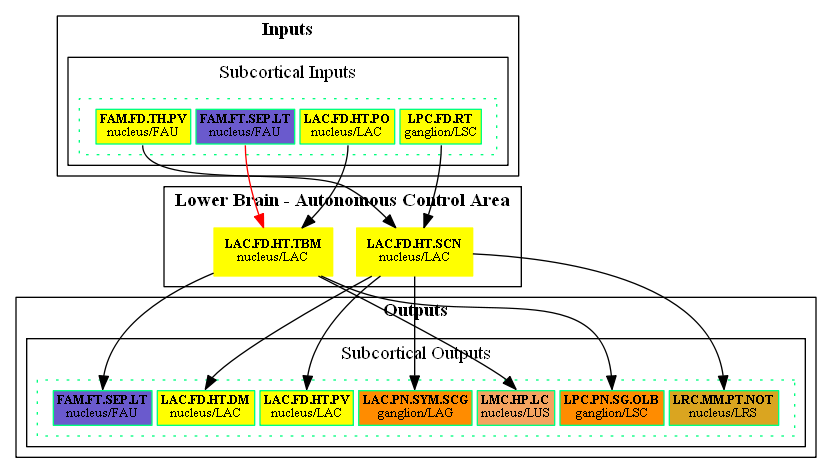 Inputs
Subcortical Inputs
FAM.FD.TH.PV
nucleus/FAU
FAM.FT.SEP.LT
nucleus/FAU
LAC.FD.HT.PO
nucleus/LAC
LPC.FD.RT
ganglion/LSC
Lower Brain - Autonomous Control Area
LAC.FD.HT.TBM
nucleus/LAC
LAC.FD.HT.SCN
nucleus/LAC
Outputs
Subcortical Outputs
FAM.FT.SEP.LT
nucleus/FAU
LAC.FD.HT.DM
nucleus/LAC
LAC.FD.HT.PV
nucleus/LAC
LAC.PN.SYM.SCG
ganglion/LAG
LMC.HP.LC
nucleus/LUS
LPC.PN.SG.OLB
ganglion/LSC
LRC.MM.PT.NOT
nucleus/LRS